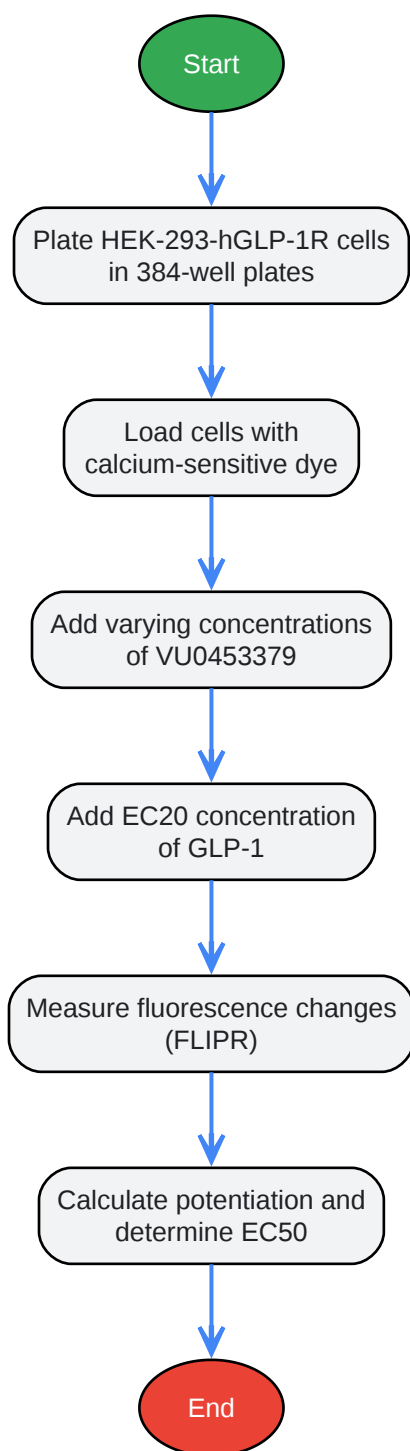 Start
Plate HEK-293-hGLP-1R cells
in 384-well plates
Load cells with
calcium-sensitive dye
Add varying concentrations
of VU0453379
Add EC20 concentration
of GLP-1
Measure fluorescence changes
(FLIPR)
Calculate potentiation and
determine EC50
End